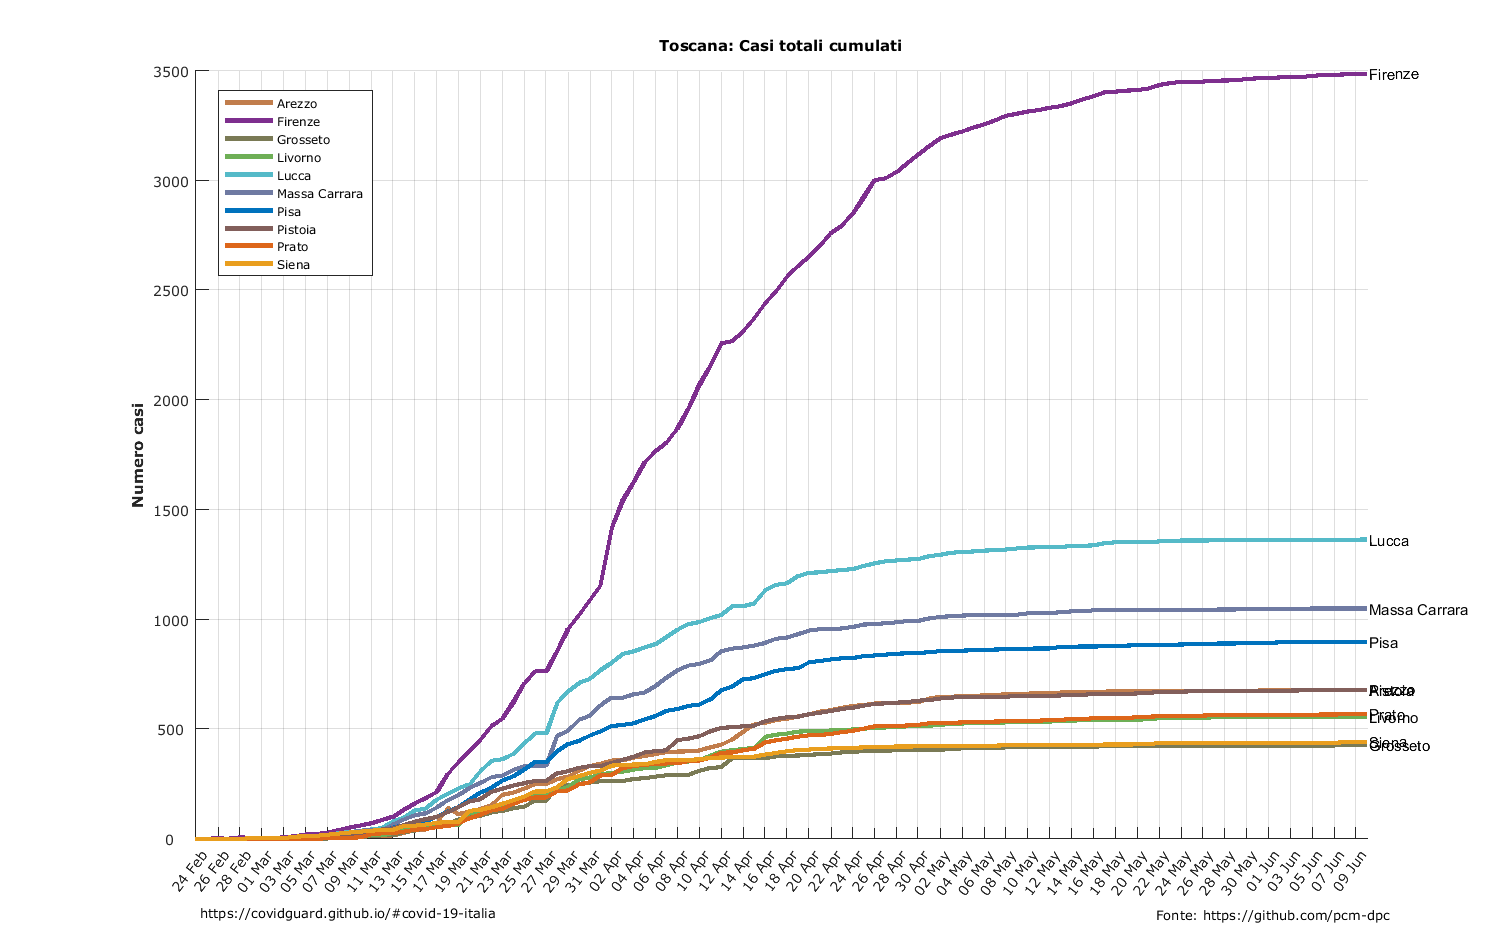 Toscana: Casi totali cumulati
3500
3000
2500
2000
1500
1000
500
0
Numero casi
Arezzo
Firenze
Grosseto
Livorno
Lucca
Massa Carrara
Pisa
Pistoia
Prato
Siena
Firenze
Lucca
Massa Carrara
Pisa
Arezzo
Pistoia
Prato
Livorno
Siena
Grosseto
24 Feb
26 Feb
28 Feb
01 Mar
03 Mar
05 Mar
07 Mar
09 Mar
11 Mar
13 Mar
15 Mar
17 Mar
19 Mar
21 Mar
23 Mar
25 Mar
27 Mar
29 Mar
31 Mar
02 Apr
04 Apr
06 Apr
08 Apr
10 Apr
12 Apr
14 Apr
16 Apr
18 Apr
20 Apr
22 Apr
24 Apr
26 Apr
28 Apr
30 Apr
02 May
04 May
06 May
08 May
10 May
12 May
14 May
16 May
18 May
20 May
22 May
24 May
26 May
28 May
30 May
01 Jun
03 Jun
05 Jun
07 Jun
09 Jun
https://covidguard.github.io/#covid-19-italia
Fonte: https://github.com/pcm-dpc